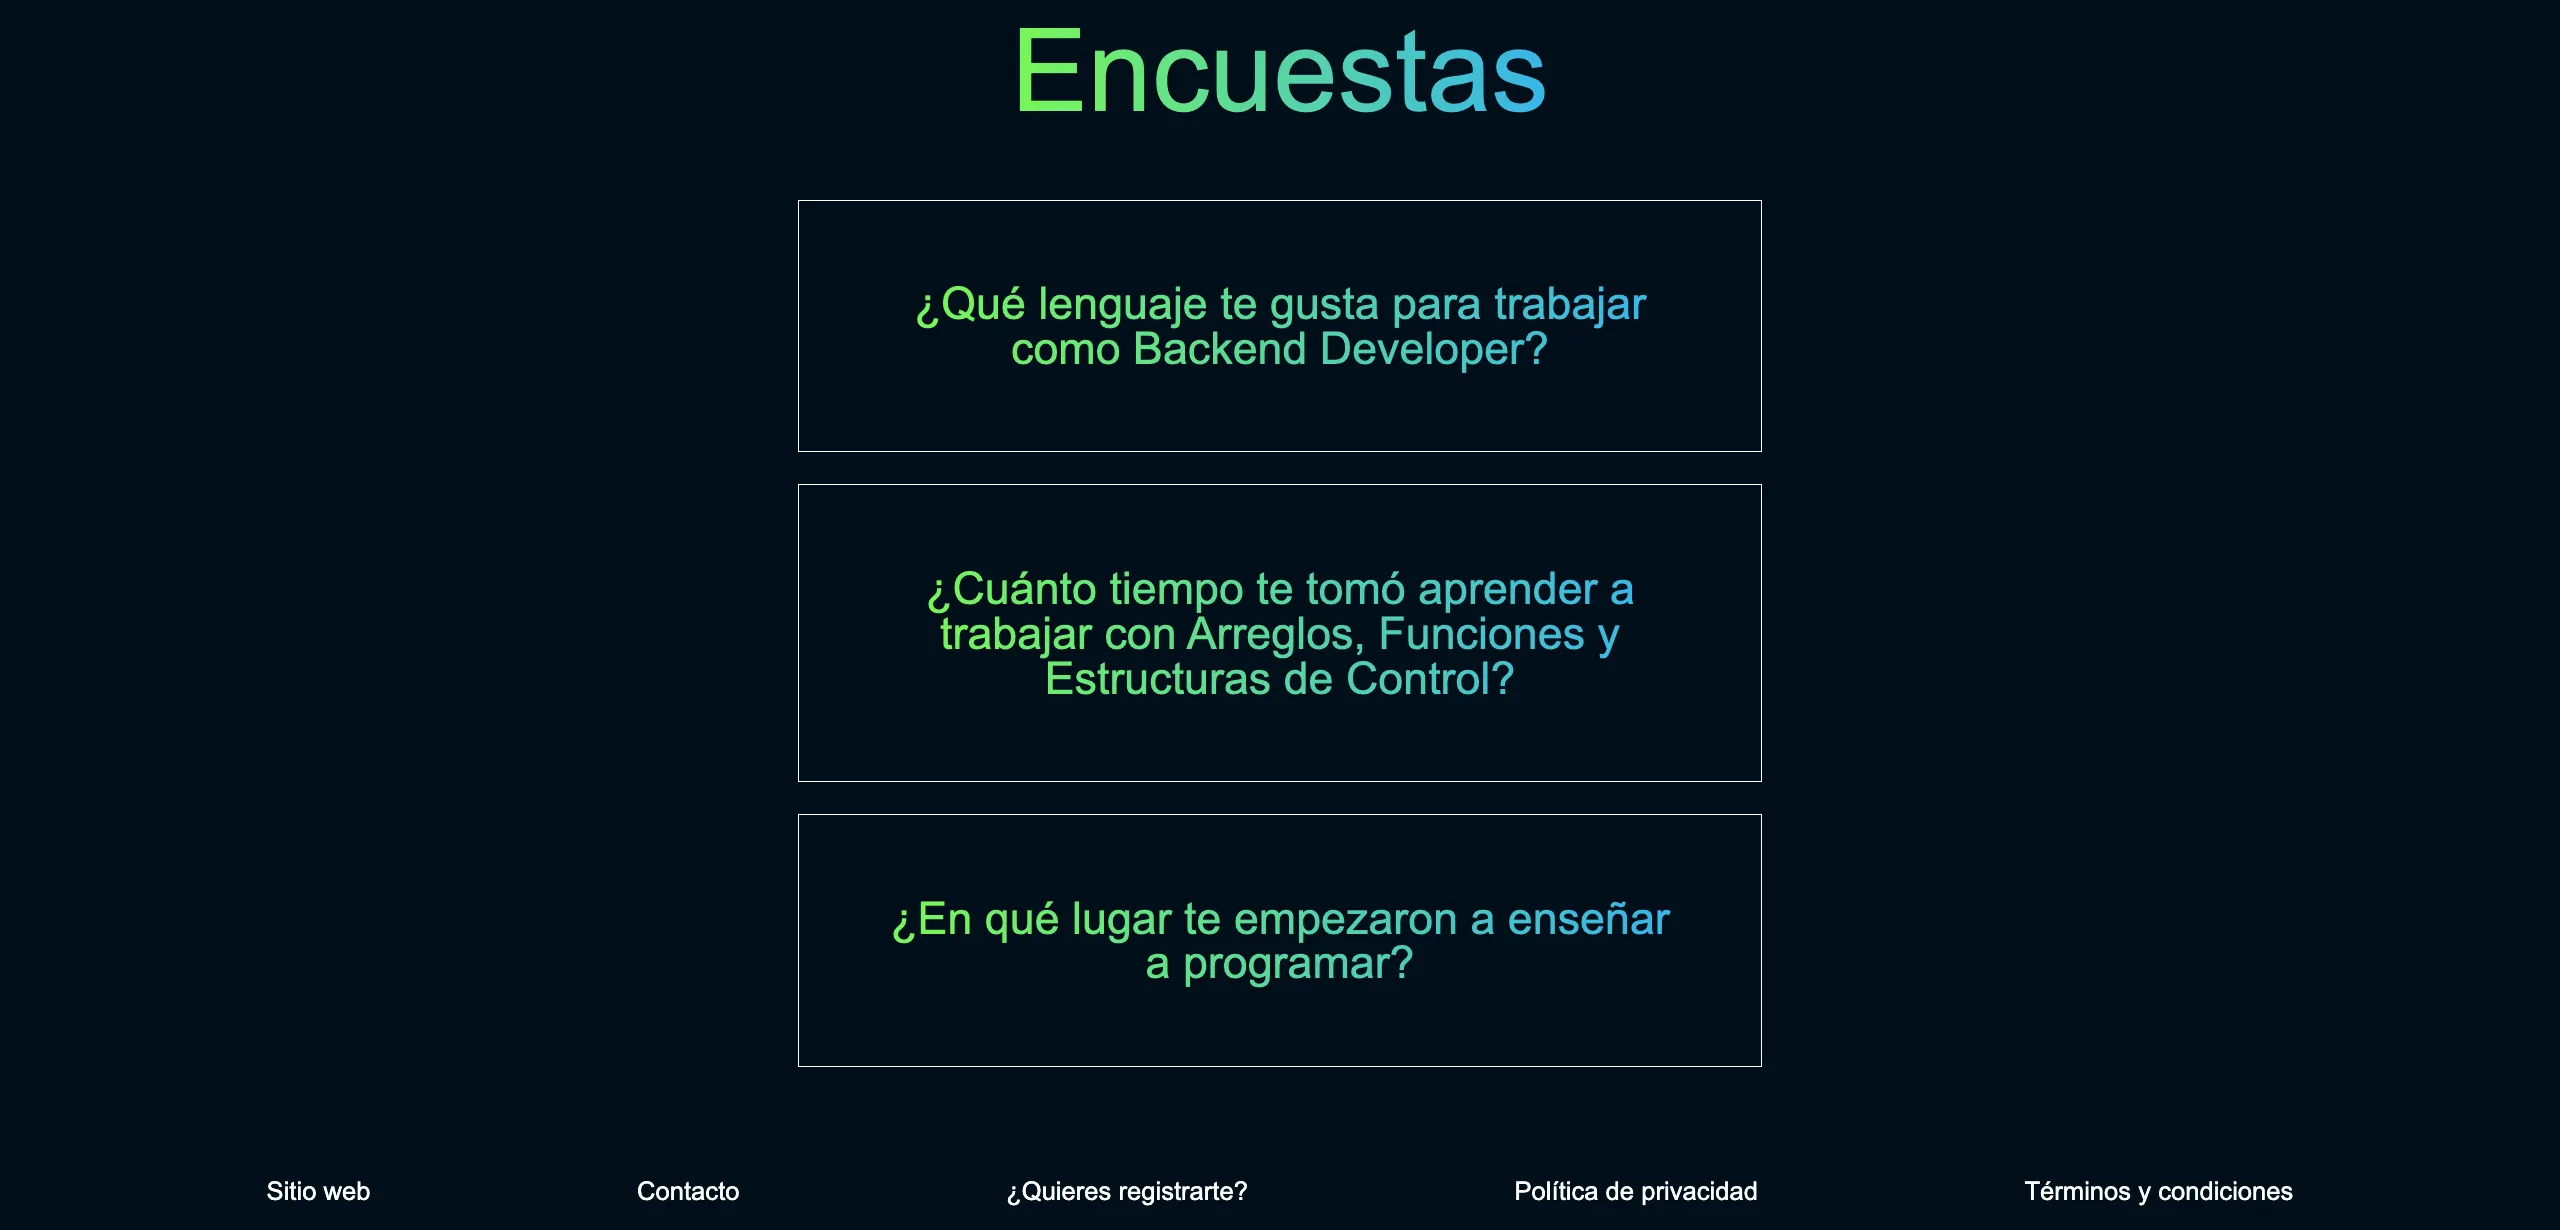 Encuestas
¿Qué lenguaje te gusta para trabajar
como Backend Developer?
¿Cuánto tiempo te tomó aprender a
trabajar con Arreglos, Funciones y
Estructuras de Control?
¿En qué lugar te empezaron a enseñar
a programar?
Sitio web
Contacto
¿Quieres registrarte?
Política de privacidad
Términos y condiciones